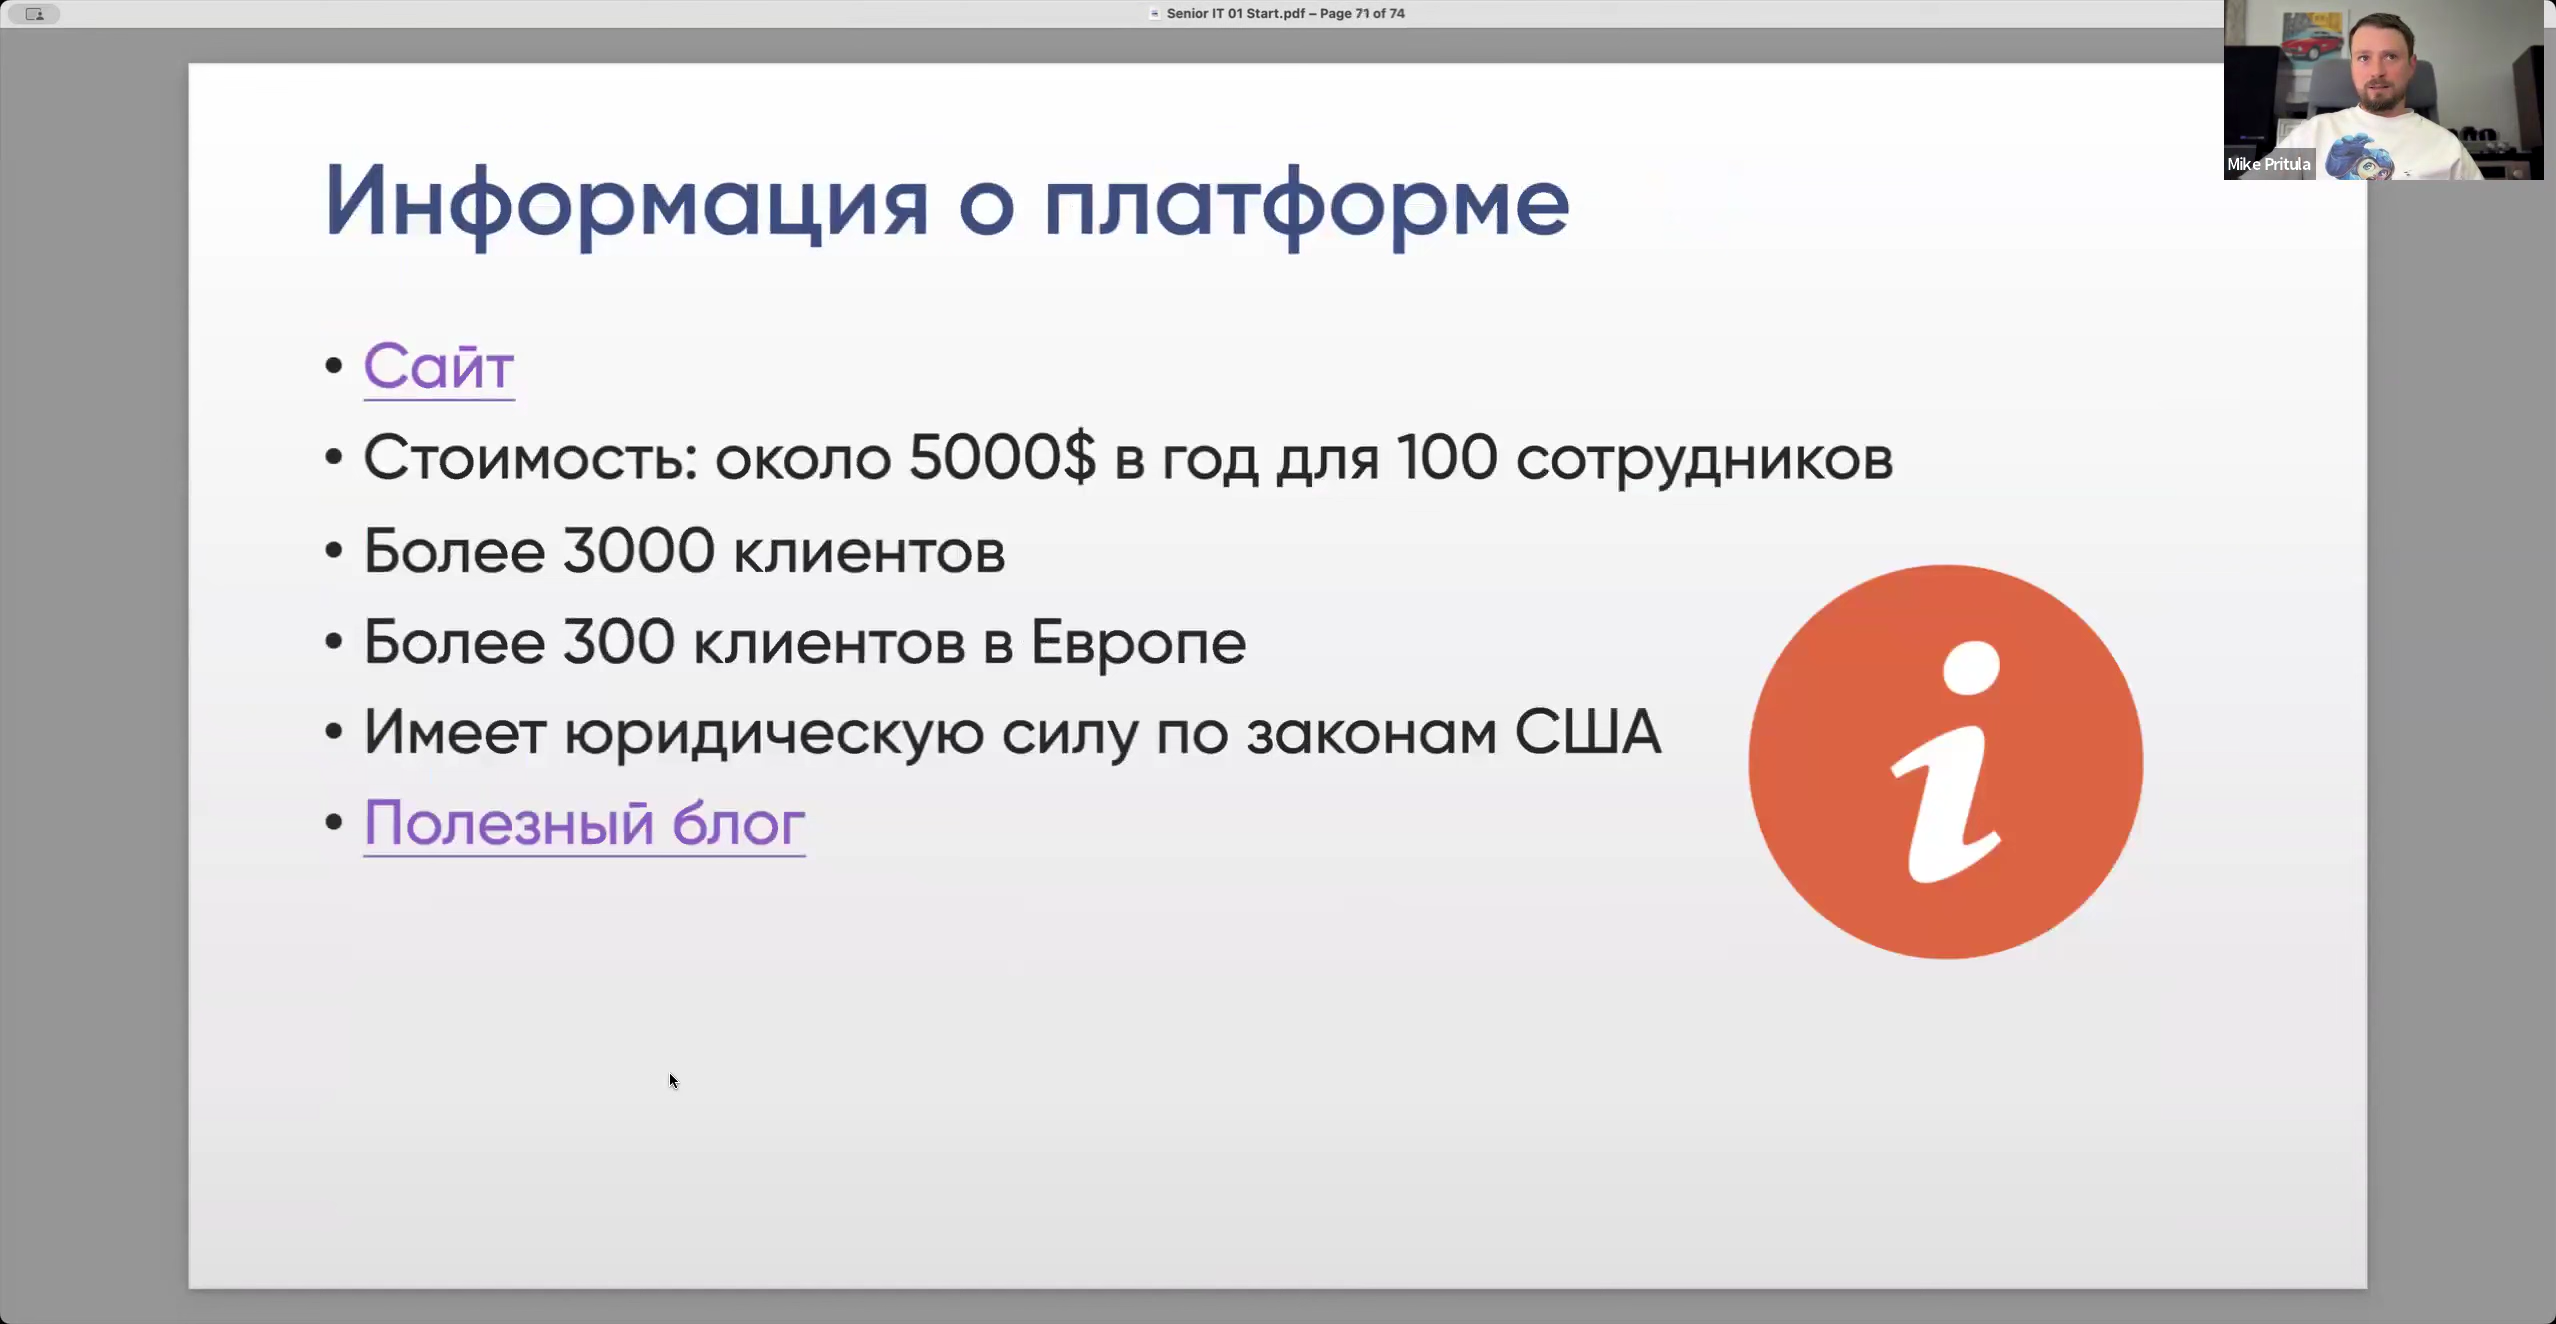 Senior IT 01 Start.pdf – Page 71 of 74
Mike Pritula
Информация о платформе
• Сайт
• Стоимость: около 5000$ в год для 100 сотрудников
• Более 3000 клиентов
• Более 300 клиентов в Европе
• Имеет юридическую силу по законам США
• Полезный блог
i